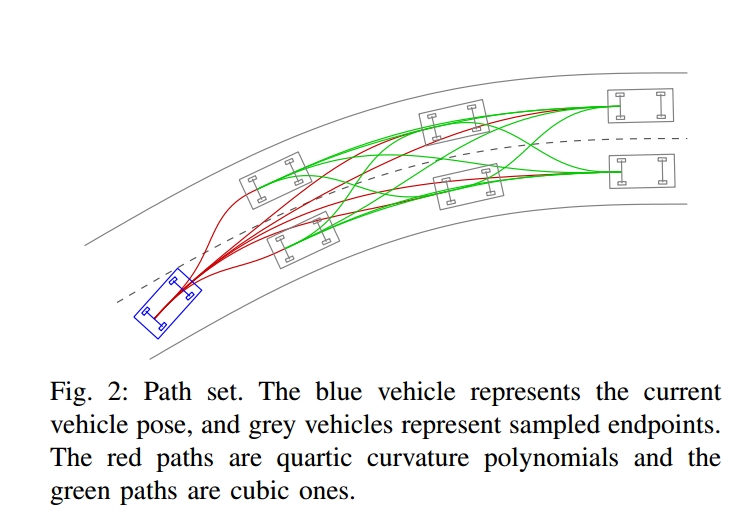 Fig. 2: Path set. The blue vehicle represents the current
vehicle pose, and grey vehicles represent sampled endpoints.
The red paths are quartic curvature polynomials and the
green paths are cubic ones.